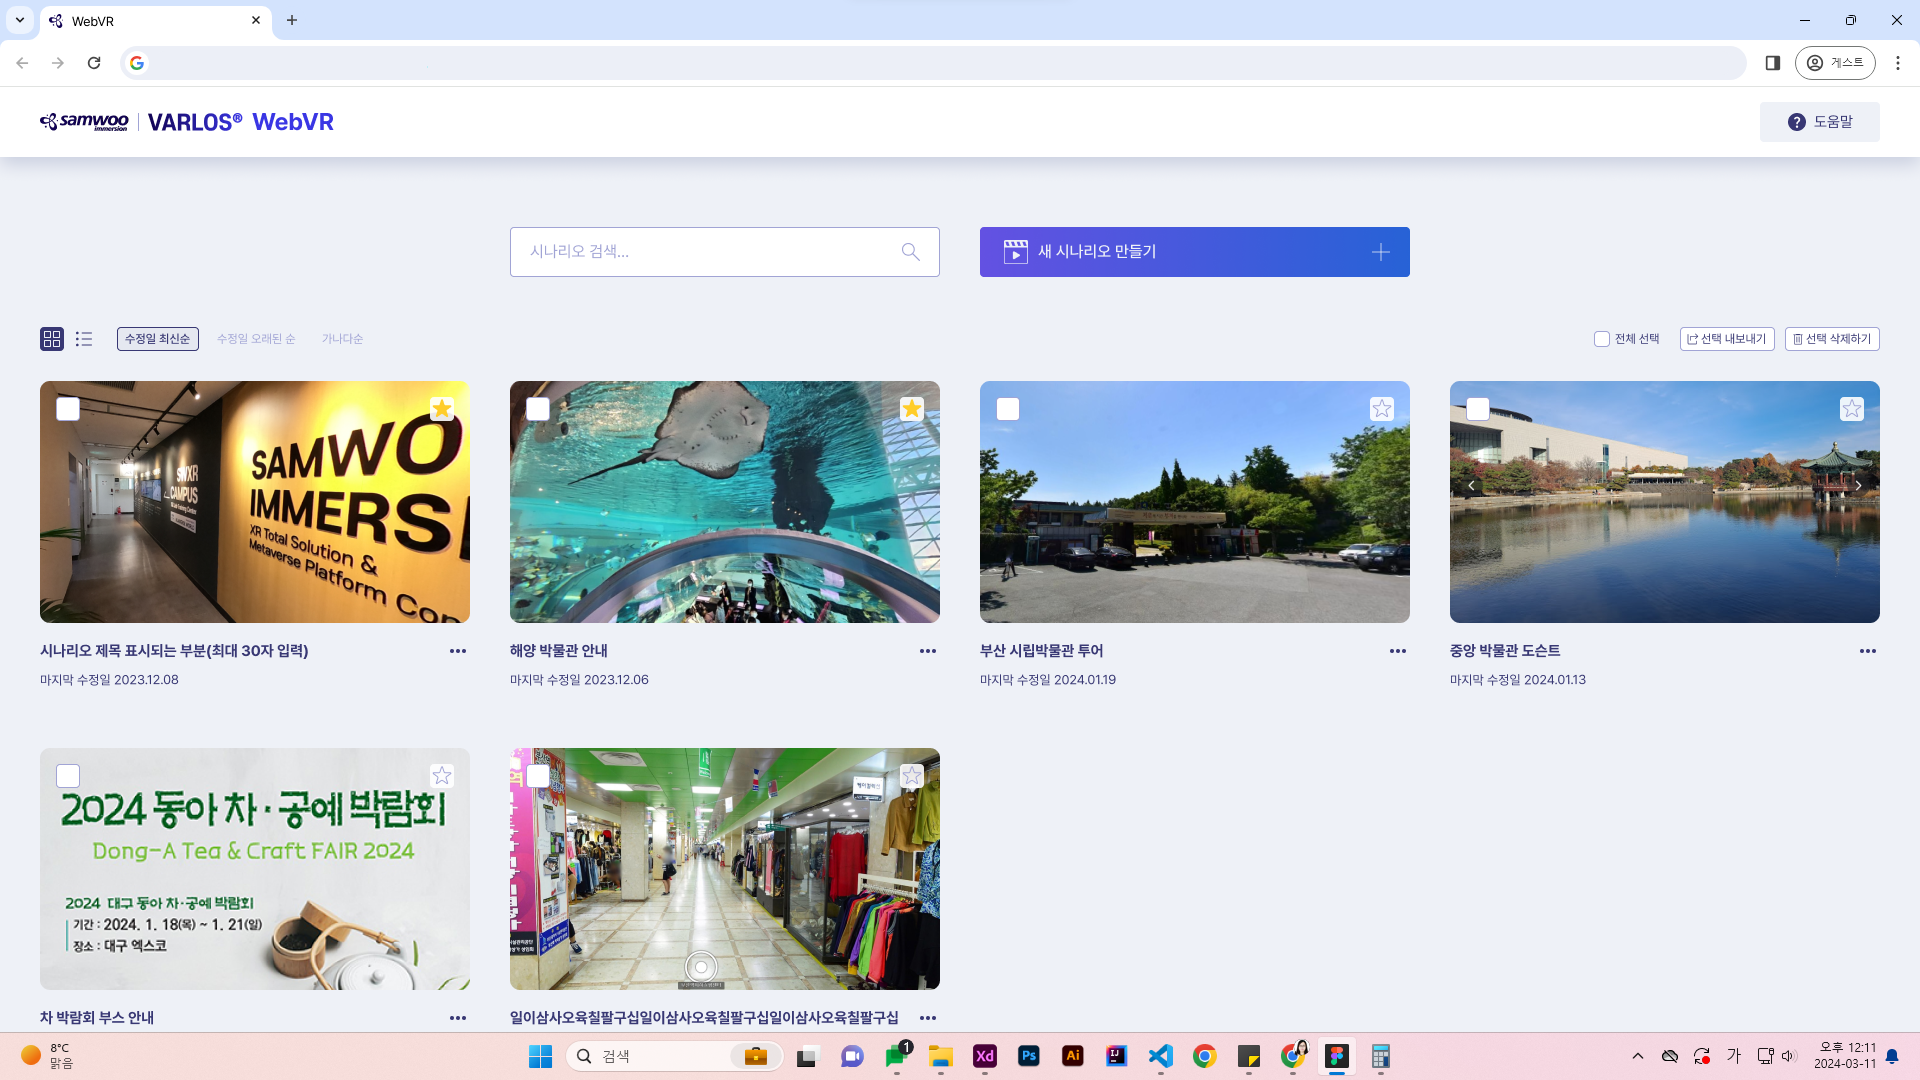 WebVR
게스트
samwoo immersion
VARLOS® WebVR
도움말
시나리오 검색...
새 시나리오 만들기
수정일 최신순
수정일 오래된 순
가나다순
전체 선택
선택 내보내기
선택 삭제하기
SWXR CAMPUS
SAMWO
IMMERS
XR Total Solution &
Metaverse Platform Con
시나리오 제목 표시되는 부분(최대 30자 입력)
마지막 수정일 2023.12.08
해양 박물관 안내
마지막 수정일 2023.12.06
부산 시립박물관 투어
마지막 수정일 2024.01.19
중앙 박물관 도슨트
마지막 수정일 2024.01.13
2024 동아 차·공예 박람회
Dong-A Tea & Craft FAIR 2024
2024 대구 동아 차·공예 박람회
기간 : 2024. 1. 18(목) ~ 1. 21(일)
장소 : 대구 엑스코
차 박람회 부스 안내
일이삼사오육칠팔구십일이삼사오육칠팔구십일이삼사오육칠팔구십
8°C
맑음
검색
1
Xd
Ps
Ai
IJ
가
오후 12:11
2024-03-11